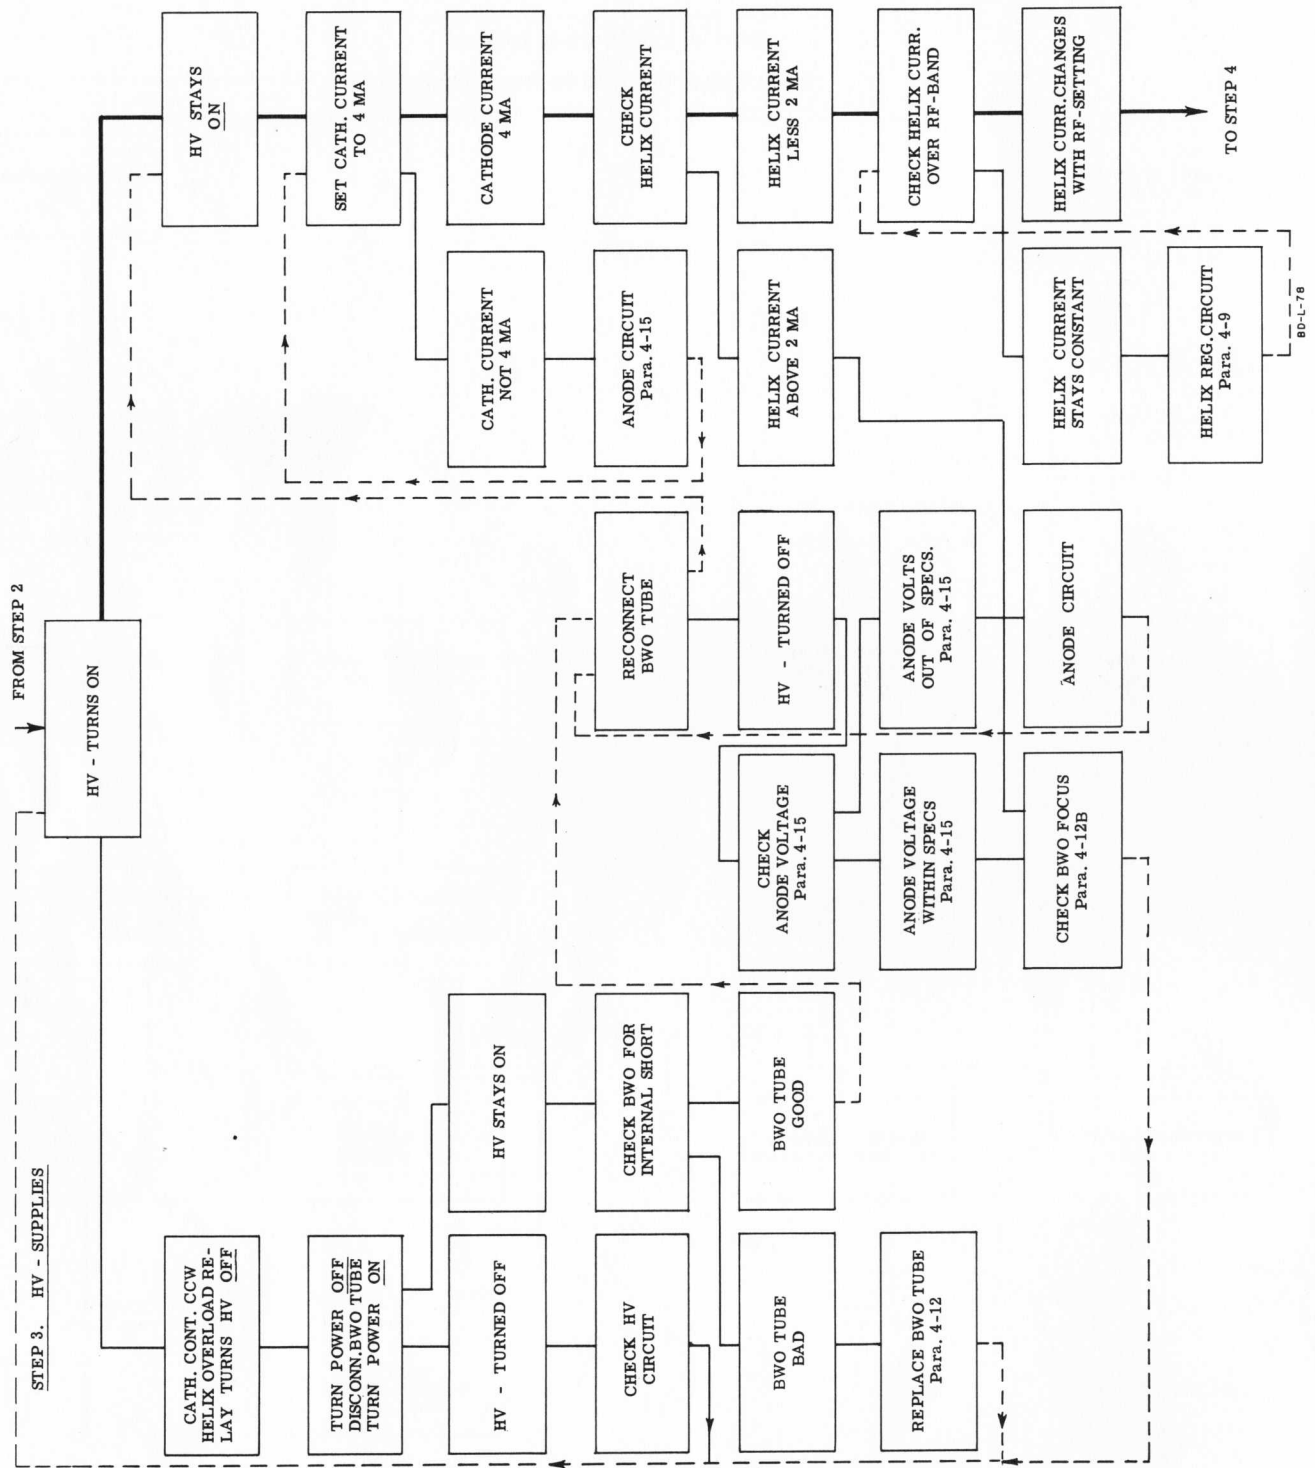 STEP 3. HV - SUPPLIES
FROM STEP 2
HV - TURNS ON
CATH. CONT. CCW
HELIX OVERLOAD RE-
LAY TURNS HV OFF
HV STAYS
ON
TURN POWER OFF
DISCONN. BWO TUBE
TURN POWER ON
SET CATH. CURRENT
TO 4 MA
HV - TURNED OFF
HV STAYS ON
CATH. CURRENT
NOT 4 MA
CATHODE CURRENT
4 MA
CHECK HV
CIRCUIT
CHECK BWO FOR
INTERNAL SHORT
RECONNECT
BWO TUBE
ANODE CIRCUIT
Para. 4-15
CHECK
HELIX CURRENT
BWO TUBE
BAD
BWO TUBE
GOOD
CHECK
ANODE VOLTAGE
Para. 4-15
HV - TURNED OFF
HELIX CURRENT
ABOVE 2 MA
HELIX CURRENT
LESS 2 MA
REPLACE BWO TUBE
Para. 4-12
ANODE VOLTAGE
WITHIN SPECS
Para. 4-15
ANODE VOLTS
OUT OF SPECS.
Para. 4-15
CHECK HELIX CURR.
OVER RF-BAND
CHECK BWO FOCUS
Para. 4-12B
ANODE CIRCUIT
HELIX CURRENT
STAYS CONSTANT
HELIX CURR. CHANGES
WITH RF-SETTING
HELIX REG. CIRCUIT
Para. 4-9
TO STEP 4
BD-L-78